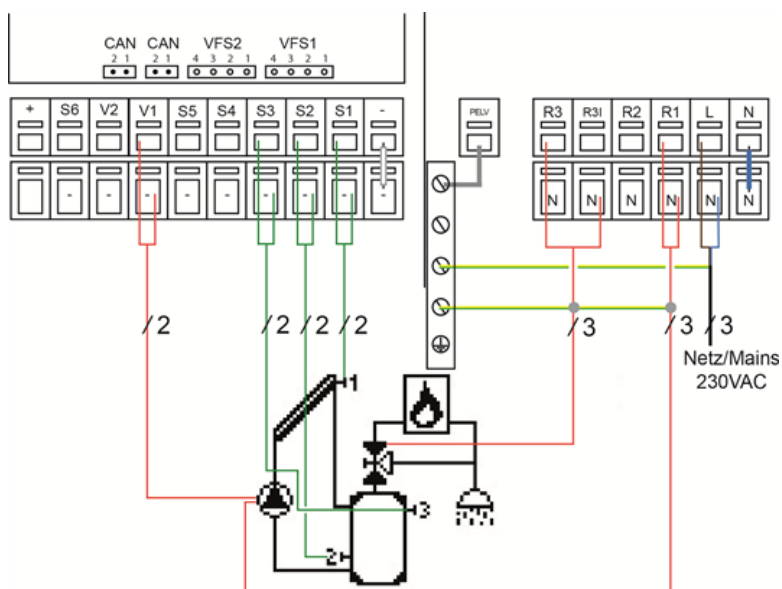 CAN CAN VFS2 VFS1
2 1 2 1 4 3 2 1 4 3 2 1
+ S6 V2 V1 S5 S4 S3 S2 S1 - PELV R3 R3I R2 R1 L N
- - - - - - - - - N N N N N N
2 2 2 2 3 3 3
Netz/Mains
230VAC
1
3
2